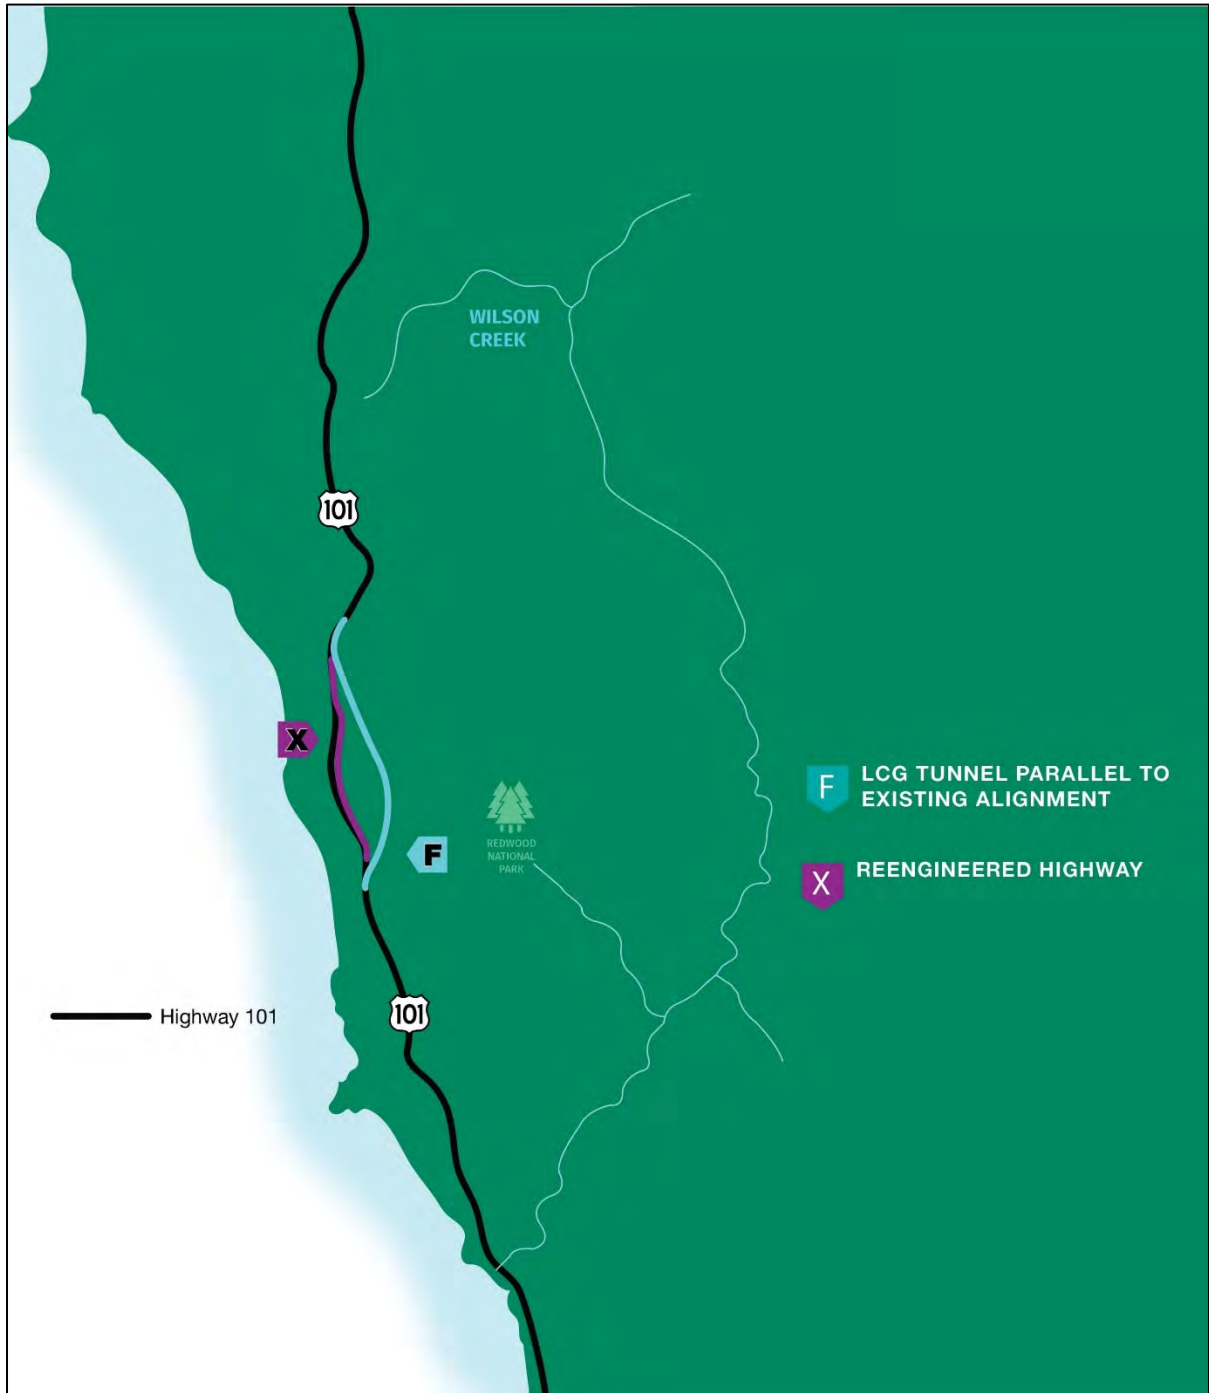 WILSON
CREEK
101
X
F
REDWOOD
NATIONAL
PARK
F
LCG TUNNEL PARALLEL TO
EXISTING ALIGNMENT
X
REENGINEERED HIGHWAY
101
Highway 101